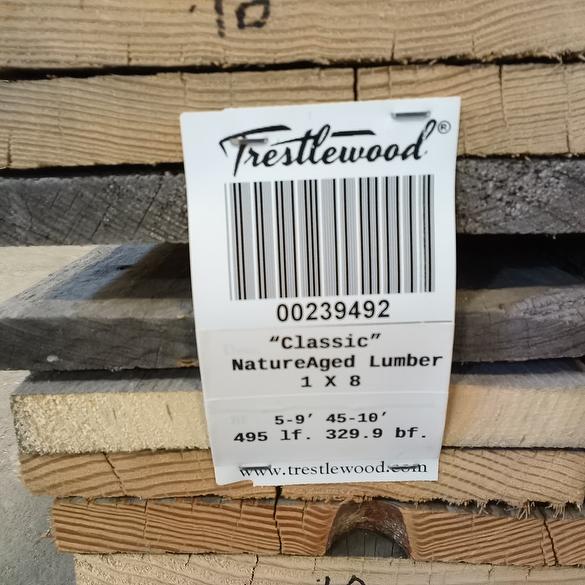 10
Trestlewood®
00239492
“Classic”
NatureAged Lumber
1 X 8
5-9' 45-10'
495 lf. 329.9 bf.
www.trestlewood.com
10